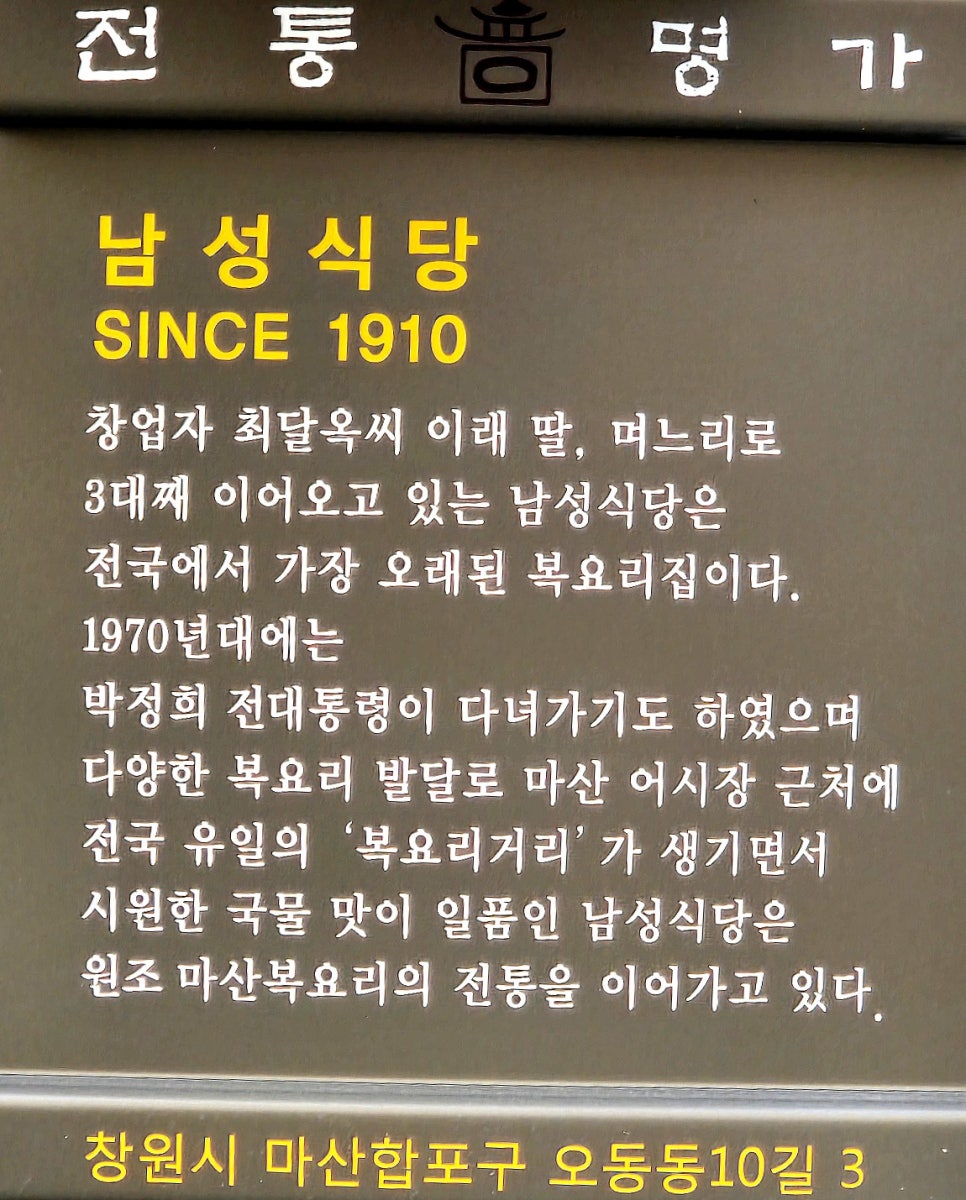 전통 명가
남성식당
SINCE 1910
창업자 최달옥씨 이래 딸, 며느리로
3대째 이어오고 있는 남성식당은
전국에서 가장 오래된 복요리집이다.
1970년대에는
박정희 전대통령이 다녀가기도 하였으며
다양한 복요리 발달로 마산 어시장 근처에
전국 유일의 ‘복요리거리’가 생기면서
시원한 국물 맛이 일품인 남성식당은
원조 마산복요리의 전통을 이어가고 있다.
창원시 마산합포구 오동동10길 3